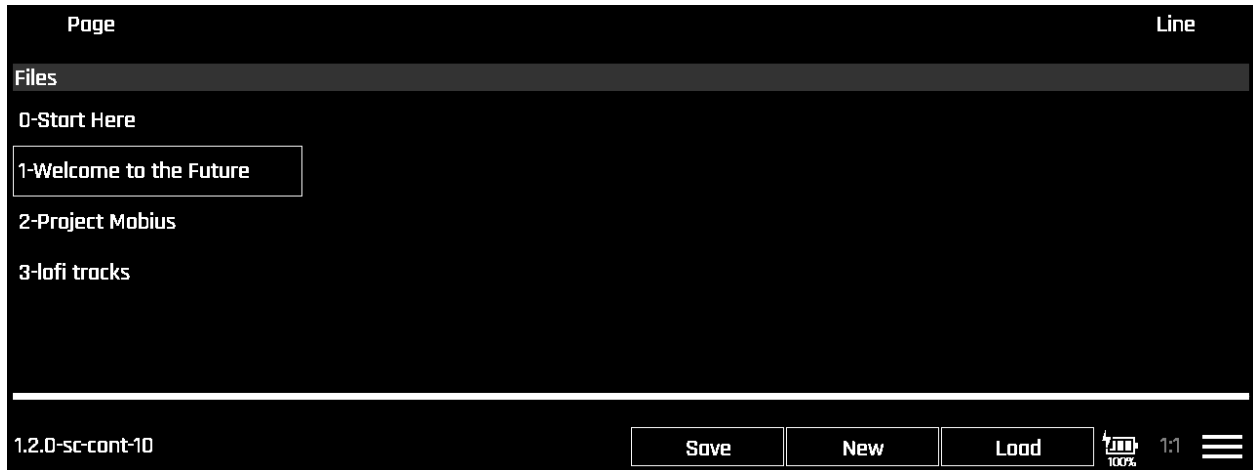 Page Line
Files
0-Start Here
1-Welcome to the Future
2-Project Mobius
3-lofi tracks
1.2.0-sc-cont-10 Save New Load 100% 1:1